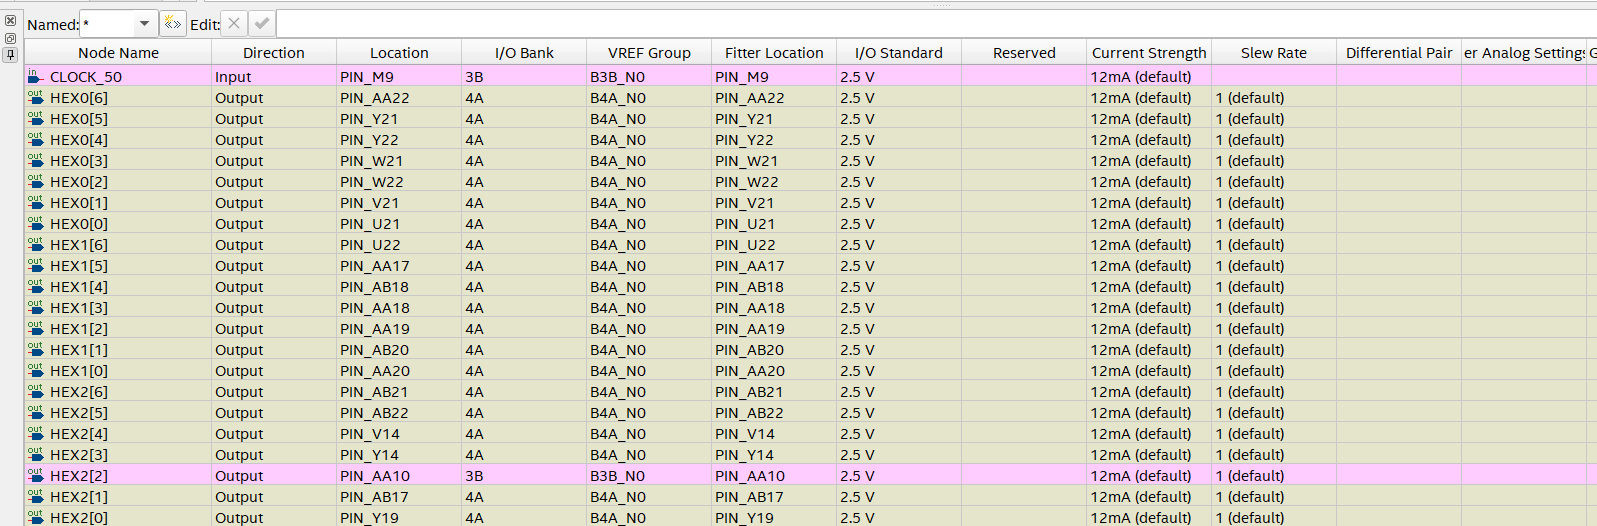 Named: * Edit:
Node Name Direction Location I/O Bank VREF Group Fitter Location I/O Standard Reserved Current Strength Slew Rate Differential Pair er Analog Settings G
in CLOCK_50 Input PIN_M9 3B B3B_N0 PIN_M9 2.5 V 12mA (default)
out HEX0[6] Output PIN_AA22 4A B4A_N0 PIN_AA22 2.5 V 12mA (default) 1 (default)
out HEX0[5] Output PIN_Y21 4A B4A_N0 PIN_Y21 2.5 V 12mA (default) 1 (default)
out HEX0[4] Output PIN_Y22 4A B4A_N0 PIN_Y22 2.5 V 12mA (default) 1 (default)
out HEX0[3] Output PIN_W21 4A B4A_N0 PIN_W21 2.5 V 12mA (default) 1 (default)
out HEX0[2] Output PIN_W22 4A B4A_N0 PIN_W22 2.5 V 12mA (default) 1 (default)
out HEX0[1] Output PIN_V21 4A B4A_N0 PIN_V21 2.5 V 12mA (default) 1 (default)
out HEX0[0] Output PIN_U21 4A B4A_N0 PIN_U21 2.5 V 12mA (default) 1 (default)
out HEX1[6] Output PIN_U22 4A B4A_N0 PIN_U22 2.5 V 12mA (default) 1 (default)
out HEX1[5] Output PIN_AA17 4A B4A_N0 PIN_AA17 2.5 V 12mA (default) 1 (default)
out HEX1[4] Output PIN_AB18 4A B4A_N0 PIN_AB18 2.5 V 12mA (default) 1 (default)
out HEX1[3] Output PIN_AA18 4A B4A_N0 PIN_AA18 2.5 V 12mA (default) 1 (default)
out HEX1[2] Output PIN_AA19 4A B4A_N0 PIN_AA19 2.5 V 12mA (default) 1 (default)
out HEX1[1] Output PIN_AB20 4A B4A_N0 PIN_AB20 2.5 V 12mA (default) 1 (default)
out HEX1[0] Output PIN_AA20 4A B4A_N0 PIN_AA20 2.5 V 12mA (default) 1 (default)
out HEX2[6] Output PIN_AB21 4A B4A_N0 PIN_AB21 2.5 V 12mA (default) 1 (default)
out HEX2[5] Output PIN_AB22 4A B4A_N0 PIN_AB22 2.5 V 12mA (default) 1 (default)
out HEX2[4] Output PIN_V14 4A B4A_N0 PIN_V14 2.5 V 12mA (default) 1 (default)
out HEX2[3] Output PIN_Y14 4A B4A_N0 PIN_Y14 2.5 V 12mA (default) 1 (default)
out HEX2[2] Output PIN_AA10 3B B3B_N0 PIN_AA10 2.5 V 12mA (default) 1 (default)
out HEX2[1] Output PIN_AB17 4A B4A_N0 PIN_AB17 2.5 V 12mA (default) 1 (default)
out HEX2[0] Output PIN_Y19 4A B4A_N0 PIN_Y19 2.5 V 12mA (default) 1 (default)